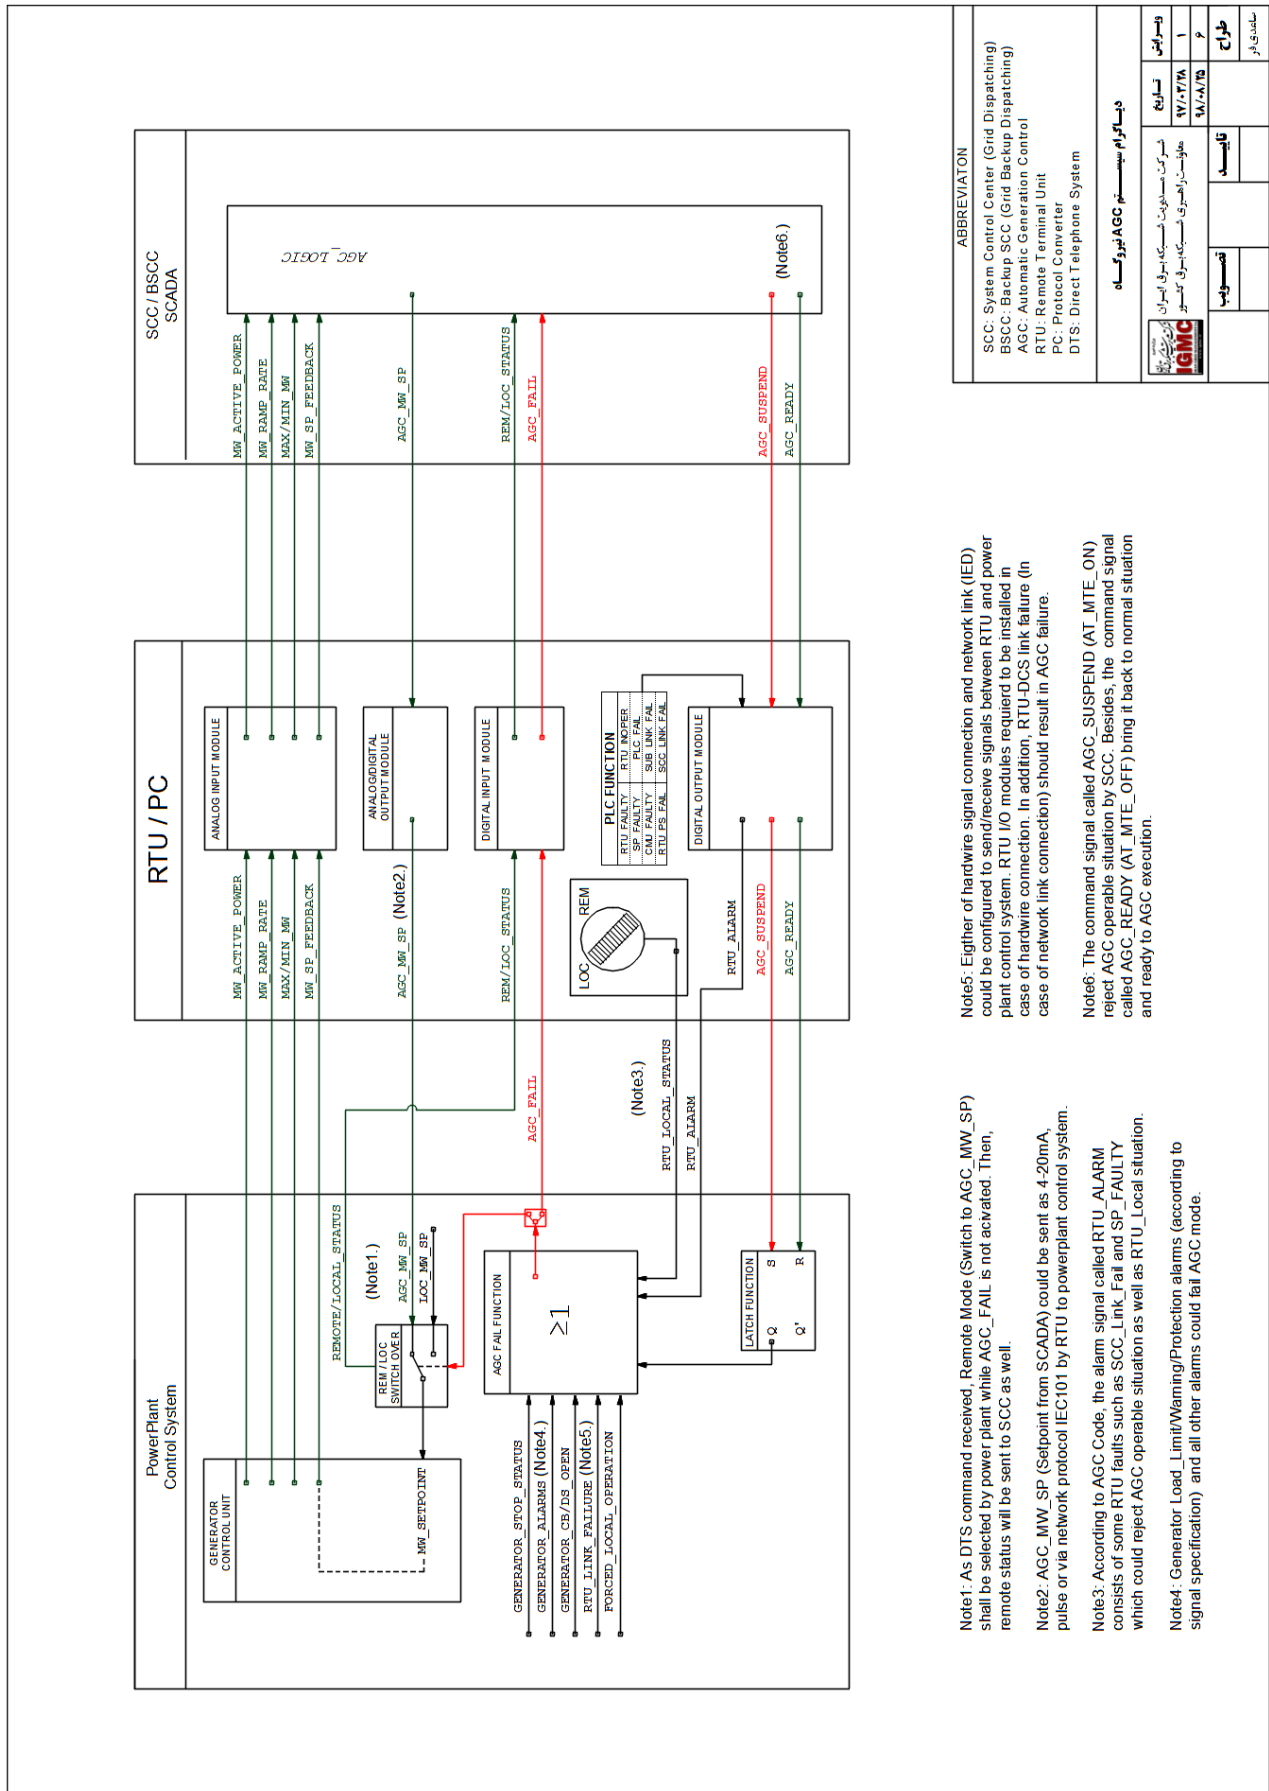 PowerPlant
Control System
GENERATOR
CONTROL UNIT
MW_SETPOINT
REMOTE/LOCAL_STATUS
(Note1.)
AGC_MW_SP
LOC_MW_SP
REM / LOC
SWITCH OVER
AGC FAIL FUNCTION
≥1
GENERATOR_STOP_STATUS
GENERATOR_ALARMS (Note4.)
GENERATOR_CB/DS_OPEN
RTU_LINK_FAILURE (Note5.)
FORCED_LOCAL_OPERATION
LATCH FUNCTION
S
Q
R
Q'
AGC_FAIL
(Note3.)
RTU_LOCAL_STATUS
RTU_ALARM
RTU / PC
MW_ACTIVE_POWER
MW_RAMP_RATE
MAX/MIN_MW
MW_SP_FEEDBACK
ANALOG INPUT MODULE
AGC_MW_SP (Note2.)
ANALOG/DIGITAL
OUTPUT MODULE
REM/LOC_STATUS
DIGITAL INPUT MODULE
LOC
REM
PLC FUNCTION
RTU FAULTY RTU INOPER
SP FAULTY PLC FAIL
CMU FAULTY SUB LINK FAIL
RTU PS FAIL SCC LINK FAIL
DIGITAL OUTPUT MODULE
RTU_ALARM
AGC_SUSPEND
AGC_READY
SCC / BSCC
SCADA
MW_ACTIVE_POWER
MW_RAMP_RATE
MAX/MIN_MW
MW_SP_FEEDBACK
AGC_MW_SP
REM/LOC_STATUS
AGC_FAIL
AGC_SUSPEND
AGC_READY
AGC_LOGIC
(Note6.)
Note1: As DTS command received, Remote Mode (Switch to AGC_MW_SP)
shall be selected by power plant while AGC_FAIL is not acivated. Then,
remote status will be sent to SCC as well.
Note2: AGC_MW_SP (Setpoint from SCADA) could be sent as 4-20mA,
pulse or via network protocol IEC101 by RTU to powerplant control system.
Note3: According to AGC Code, the alarm signal called RTU_ALARM
consists of some RTU faults such as SCC_Link_Fail and SP_FAULTY
which could reject AGC operable situation as well as RTU_Local situation.
Note4: Generator Load_Limit/Warning/Protection alarms (according to
signal specification) and all other alarms could fail AGC mode.
Note5: Eigther of hardwire signal connection and network link (IED)
could be configured to send/receive signals between RTU and power
plant control system. RTU I/O modules requierd to be installed in
case of hardwire connection. In addition, RTU-DCS link failure (In
case of network link connection) should result in AGC failure.
Note6: The command signal called AGC_SUSPEND (AT_MTE_ON)
reject AGC operable situation by SCC. Besides, the command signal
called AGC_READY (AT_MTE_OFF) bring it back to normal situation
and ready to AGC execution.
ABBREVIATON
SCC: System Control Center (Grid Dispatching)
BSCC: Backup SCC (Grid Backup Dispatching)
AGC: Automatic Generation Control
RTU: Remote Terminal Unit
PC: Protocol Converter
DTS: Direct Telephone System
دیاگرام سیستم AGC نیروگاه
IGMC
شرکت مدیریت شبکه برق ایران
معاونت راهبری شبکه برق کشور
تاریخ ویرایش
۹۷/۰۳/۲۸ ۱
۹۸/۰۸/۲۵ ۶
تصویب تایید طراح